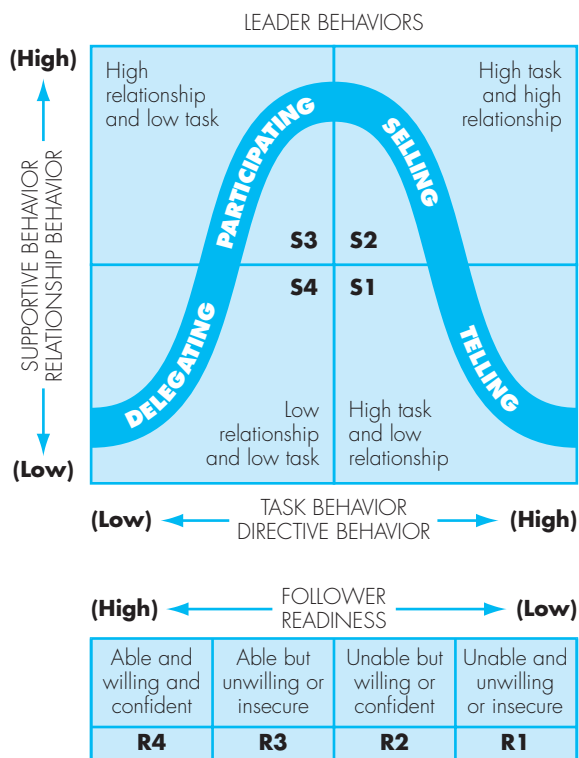 LEADER BEHAVIORS
(High)
High
relationship
and low task
High task
and high
relationship
PARTICIPATING
SELLING
SUPPORTIVE BEHAVIOR
RELATIONSHIP BEHAVIOR
S3
S2
S4
S1
DELEGATING
TELLING
Low
relationship
and low task
High task
and low
relationship
(Low)
(Low)
TASK BEHAVIOR
DIRECTIVE BEHAVIOR
(High)
(High)
FOLLOWER
READINESS
(Low)
Able and
willing and
confident
Able but
unwilling or
insecure
Unable but
willing or
confident
Unable and
unwilling
or insecure
R4
R3
R2
R1